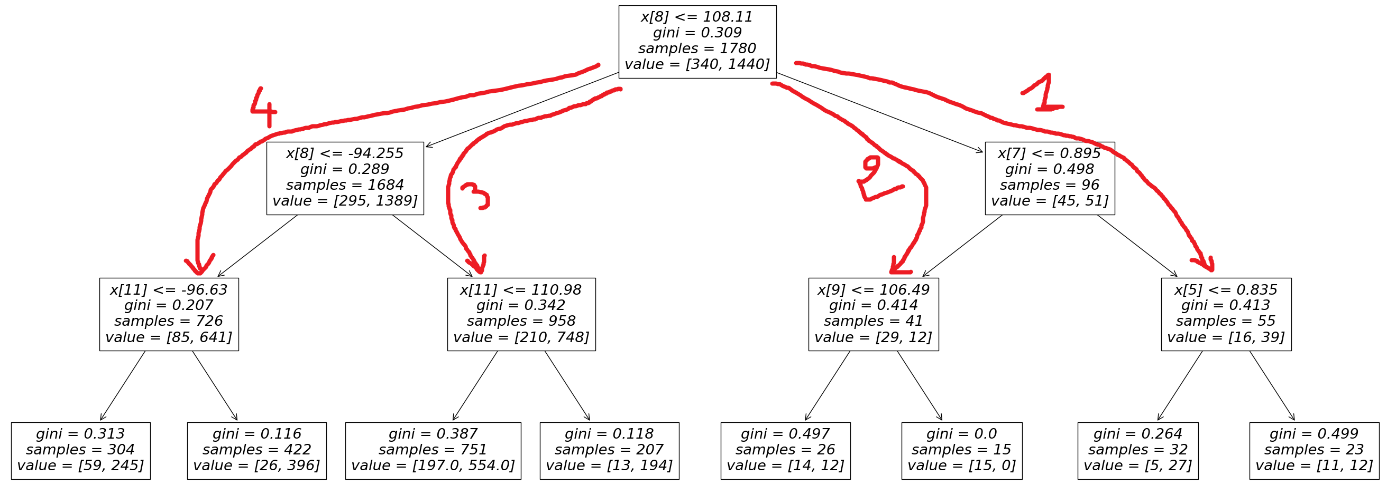 x[8] <= 108.11
gini = 0.309
samples = 1780
value = [340, 1440]
4
1
x[8] <= -94.255
gini = 0.289
samples = 1684
value = [295, 1389]
3
2
x[7] <= 0.895
gini = 0.498
samples = 96
value = [45, 51]
x[11] <= -96.63
gini = 0.207
samples = 726
value = [85, 641]
x[11] <= 110.98
gini = 0.342
samples = 958
value = [210, 748]
x[9] <= 106.49
gini = 0.414
samples = 41
value = [29, 12]
x[5] <= 0.835
gini = 0.413
samples = 55
value = [16, 39]
gini = 0.313
samples = 304
value = [59, 245]
gini = 0.116
samples = 422
value = [26, 396]
gini = 0.387
samples = 751
value = [197.0, 554.0]
gini = 0.118
samples = 207
value = [13, 194]
gini = 0.497
samples = 26
value = [14, 12]
gini = 0.0
samples = 15
value = [15, 0]
gini = 0.264
samples = 32
value = [5, 27]
gini = 0.499
samples = 23
value = [11, 12]